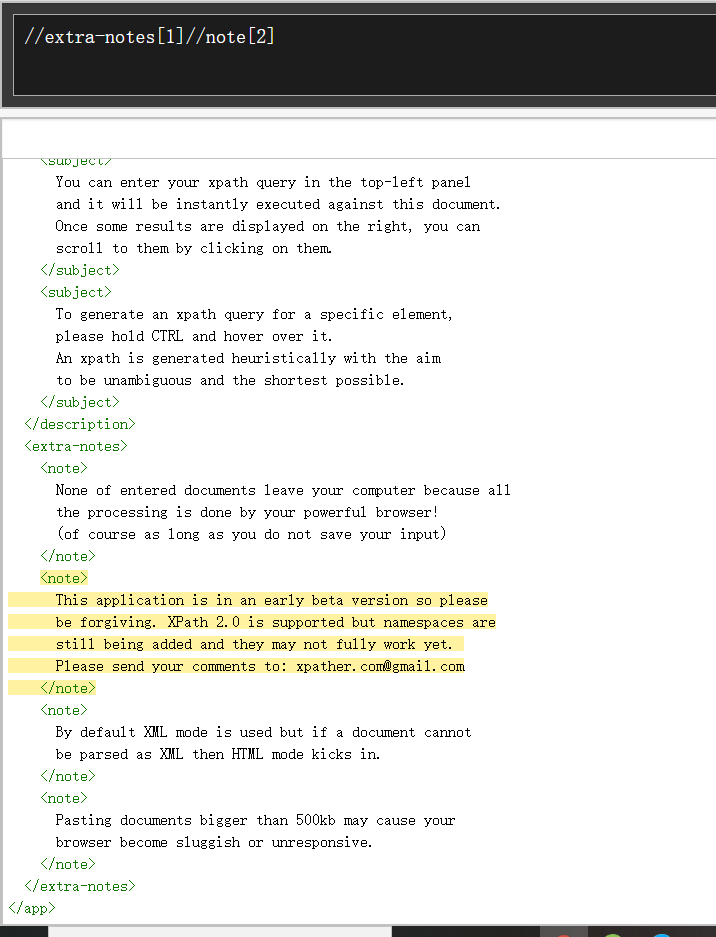 //extra-notes[1]//note[2]
<subject>
You can enter your xpath query in the top-left panel
and it will be instantly executed against this document.
Once some results are displayed on the right, you can
scroll to them by clicking on them.
</subject>
<subject>
To generate an xpath query for a specific element,
please hold CTRL and hover over it.
An xpath is generated heuristically with the aim
to be unambiguous and the shortest possible.
</subject>
</description>
<extra-notes>
<note>
None of entered documents leave your computer because all
the processing is done by your powerful browser!
(of course as long as you do not save your input)
</note>
<note>
This application is in an early beta version so please
be forgiving. XPath 2.0 is supported but namespaces are
still being added and they may not fully work yet.
Please send your comments to: xpather.com@gmail.com
</note>
<note>
By default XML mode is used but if a document cannot
be parsed as XML then HTML mode kicks in.
</note>
<note>
Pasting documents bigger than 500kb may cause your
browser become sluggish or unresponsive.
</note>
</extra-notes>
</app>